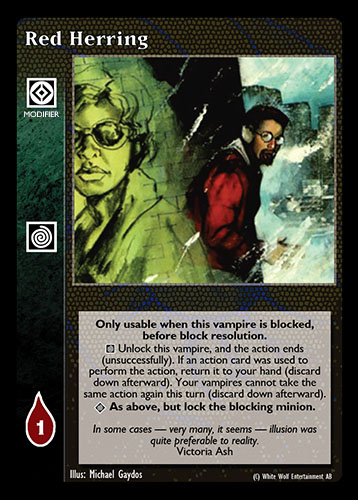 Red Herring
MODIFIER
Only usable when this vampire is blocked,
before block resolution.
Unlock this vampire, and the action ends
(unsuccessfully). If an action card was used to
perform the action, return it to your hand (discard
down afterward). Your vampires cannot take the
same action again this turn (discard down afterward).
As above, but lock the blocking minion.
In some cases — very many, it seems — illusion was
quite preferable to reality.
Victoria Ash
1
Illus: Michael Gaydos
(C) White Wolf Entertainment AB